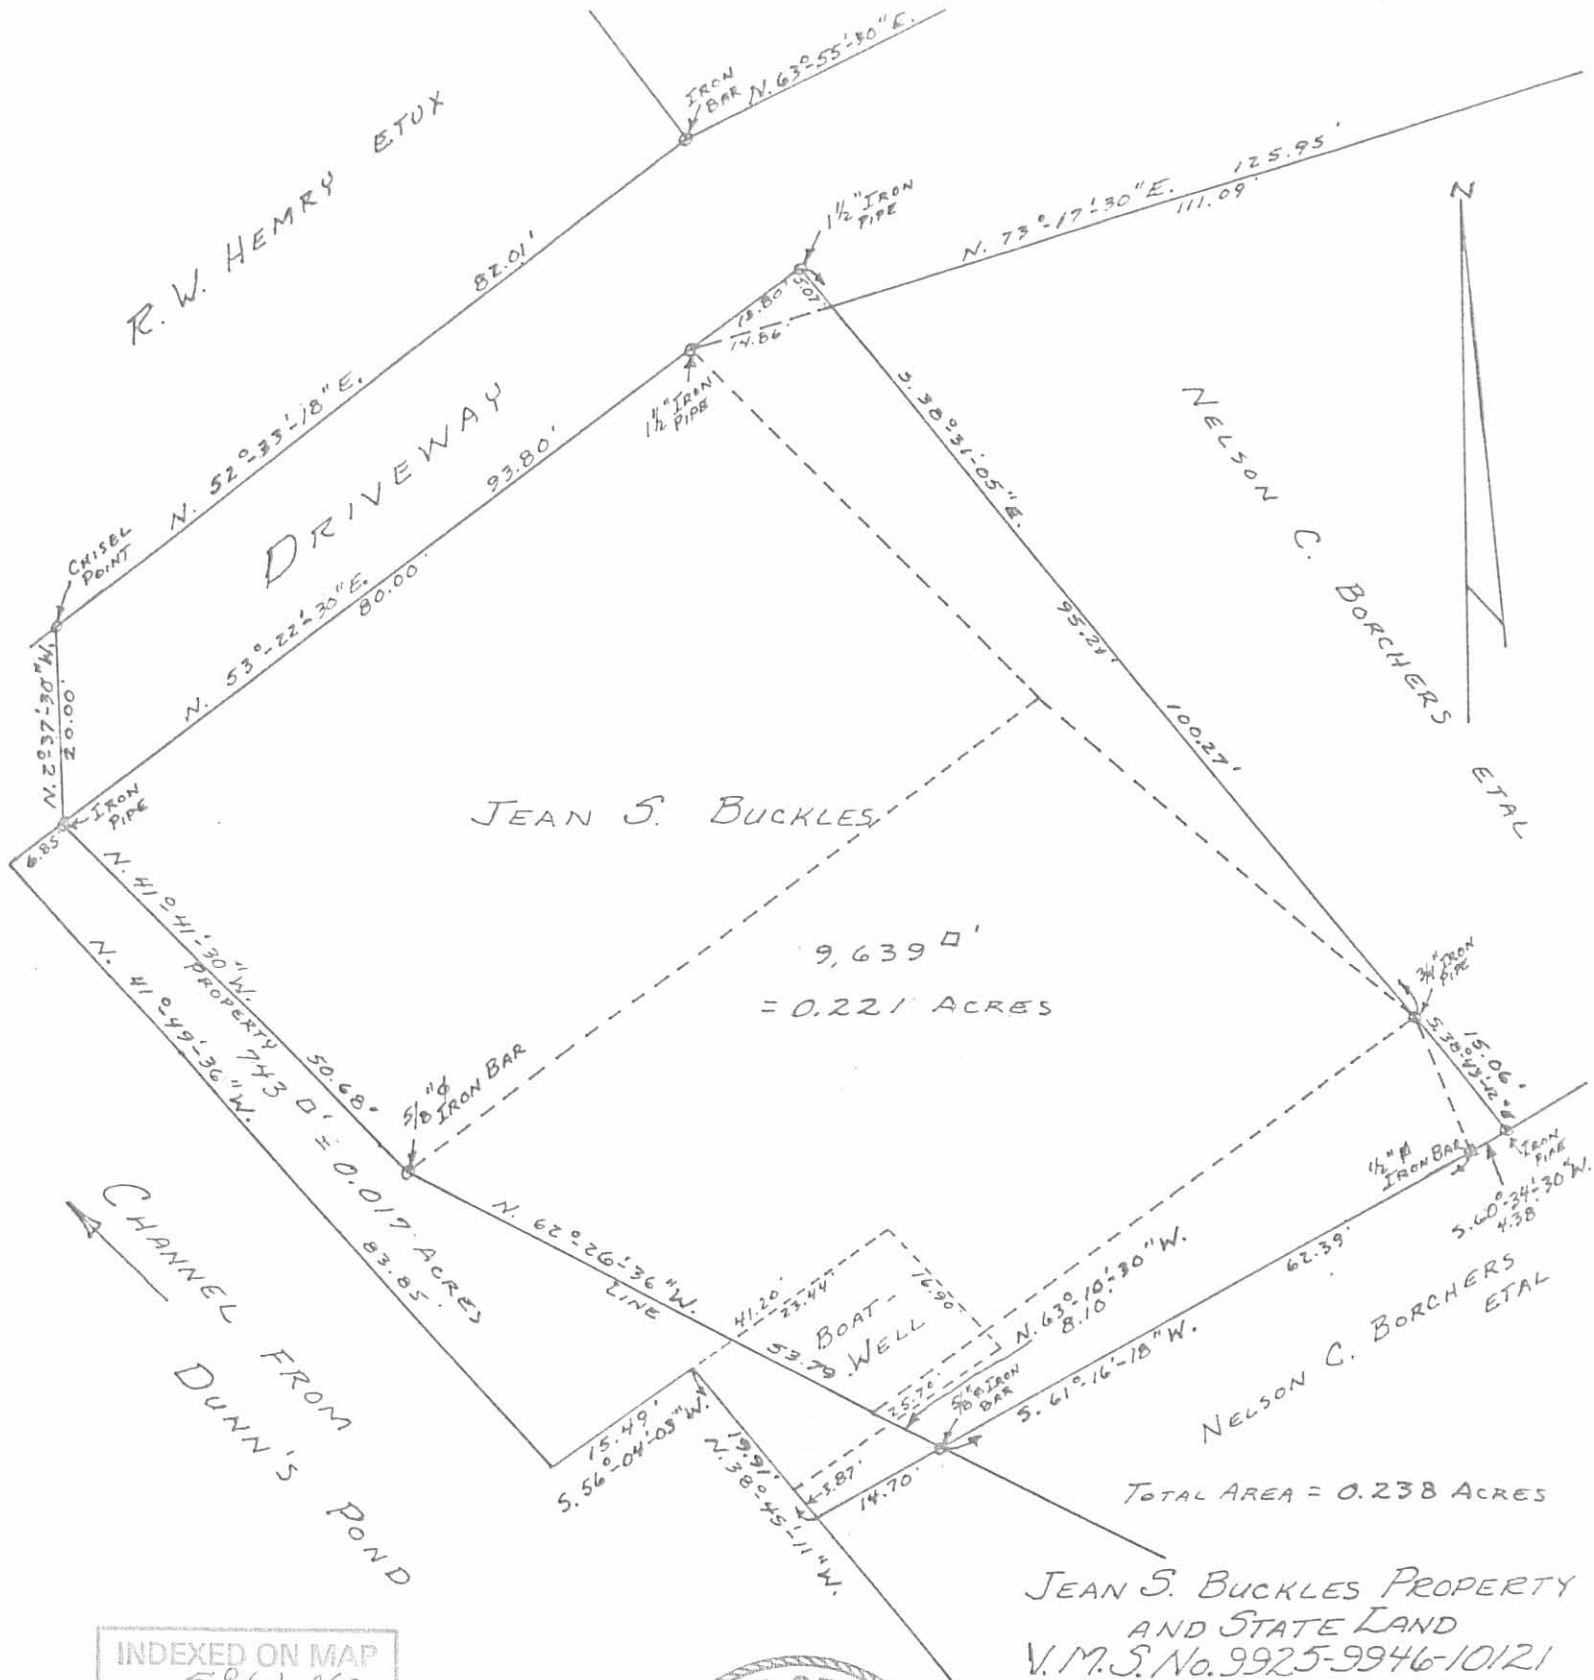 N. 63°-55'-30" E.
IRON
BAR
R. W. HEMRY ETUX
82.01'
N. 52°-33'-18" E.
125.95'
N. 73°-17'-30" E.
111.09'
N
1½" IRON
PIPE
13.80'
5.07'
14.86'
1½" IRON
PIPE
DRIVEWAY
93.80'
N. 53°-22'-30" E.
80.00'
CHISEL
POINT
N. 2°-37'-30" W.
20.00'
IRON
PIPE
6.85'
S. 38°-31'-05" E.
95.21'
100.27'
NELSON C. BORCHERS
ETAL
JEAN S. BUCKLES
9,639 □'
= 0.221 ACRES
N. 41°-41'-30" W.
PROPERTY
50.68'
N. 41°-49'-36" W.
743 □' = 0.017 ACRES
83.85'
5/8"ϕ
IRON BAR
3/4" IRON
PIPE
15.06'
½"ϕ
IRON BAR
IRON
PIPE
S. 60°-34'-30" W.
4.38'
N. 62°-26'-36" W.
LINE
53.79
41.20'
23.44'
16.90'
BOAT-
WELL
25.70'
N. 63°-10'-30" W.
8.10'
5/8"ϕ IRON
BAR
62.39'
S. 61°-16'-18" W.
NELSON C. BORCHERS
ETAL
CHANNEL FROM
DUNN'S POND
15.49'
S. 56°-04'-05" W.
19.91'
N. 38°-45'-11" W.
3.87'
14.70'
TOTAL AREA = 0.238 ACRES
JEAN S. BUCKLES PROPERTY
AND STATE LAND
V.M.S. No. 9925-9946-10121
INDEXED ON MAP